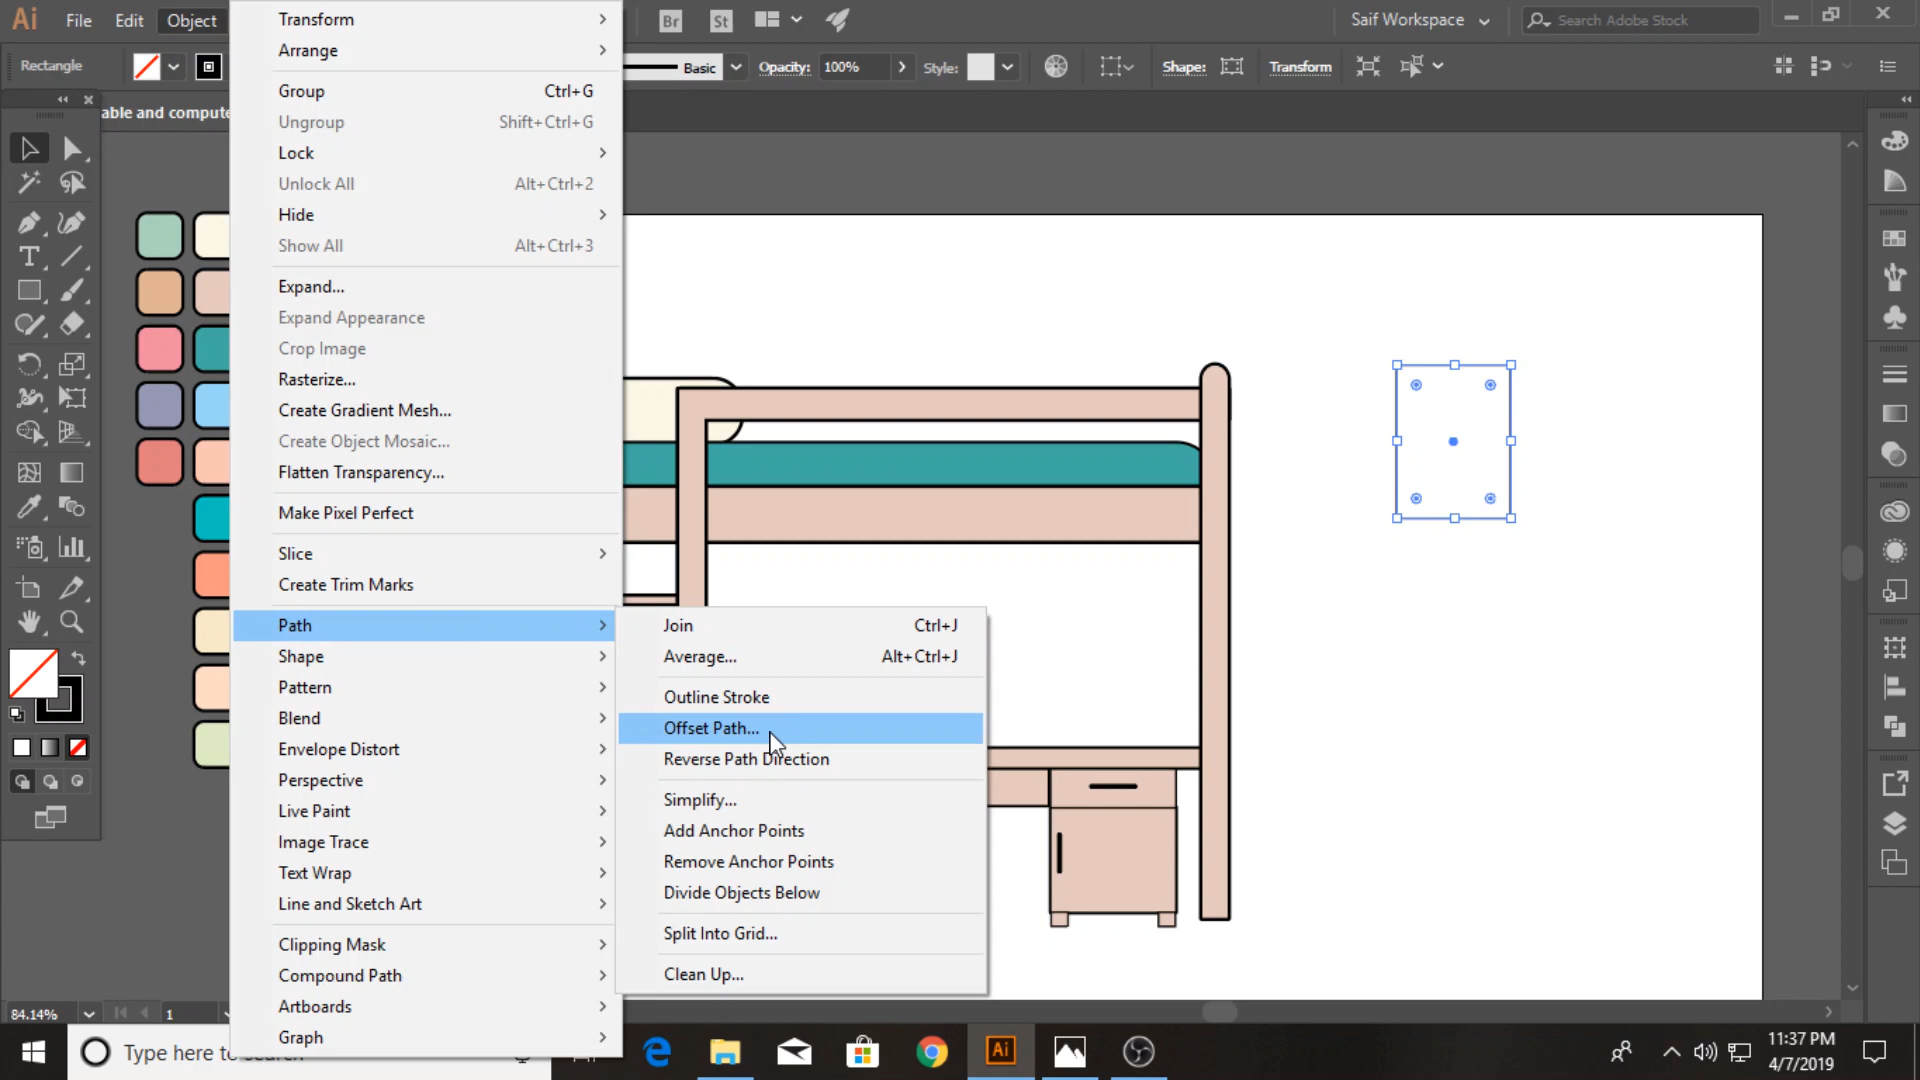 Ai
File
Edit
Object
Br
St
Saif Workspace
Search Adobe Stock
Rectangle
Basic
Opacity:
100%
Style:
Shape:
Transform
able and compute
Transform
Arrange
Group Ctrl+G
Ungroup Shift+Ctrl+G
Lock
Unlock All Alt+Ctrl+2
Hide
Show All Alt+Ctrl+3
Expand...
Expand Appearance
Crop Image
Rasterize...
Create Gradient Mesh...
Create Object Mosaic...
Flatten Transparency...
Make Pixel Perfect
Slice
Create Trim Marks
Path
Shape
Pattern
Blend
Envelope Distort
Perspective
Live Paint
Image Trace
Text Wrap
Line and Sketch Art
Clipping Mask
Compound Path
Artboards
Graph
Join Ctrl+J
Average... Alt+Ctrl+J
Outline Stroke
Offset Path...
Reverse Path Direction
Simplify...
Add Anchor Points
Remove Anchor Points
Divide Objects Below
Split Into Grid...
Clean Up...
84.14%
1
Type here to
Ai
11:37 PM
4/7/2019